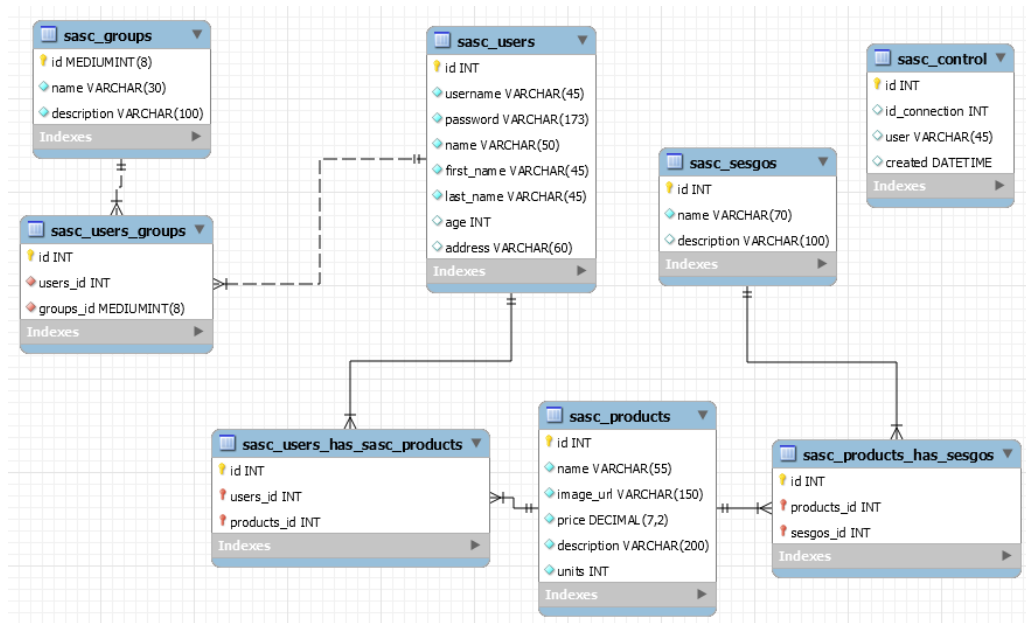 sasc_groups
id MEDIUMINT(8)
name VARCHAR(30)
description VARCHAR(100)
Indexes
sasc_users
id INT
username VARCHAR(45)
password VARCHAR(173)
name VARCHAR(50)
first_name VARCHAR(45)
last_name VARCHAR(45)
age INT
address VARCHAR(60)
Indexes
sasc_control
id INT
id_connection INT
user VARCHAR(45)
created DATETIME
Indexes
sasc_sesgos
id INT
name VARCHAR(70)
description VARCHAR(100)
Indexes
sasc_users_groups
id INT
users_id INT
groups_id MEDIUMINT(8)
Indexes
sasc_users_has_sasc_products
id INT
users_id INT
products_id INT
Indexes
sasc_products
id INT
name VARCHAR(55)
image_url VARCHAR(150)
price DECIMAL(7,2)
description VARCHAR(200)
units INT
Indexes
sasc_products_has_sesgos
id INT
products_id INT
sesgos_id INT
Indexes